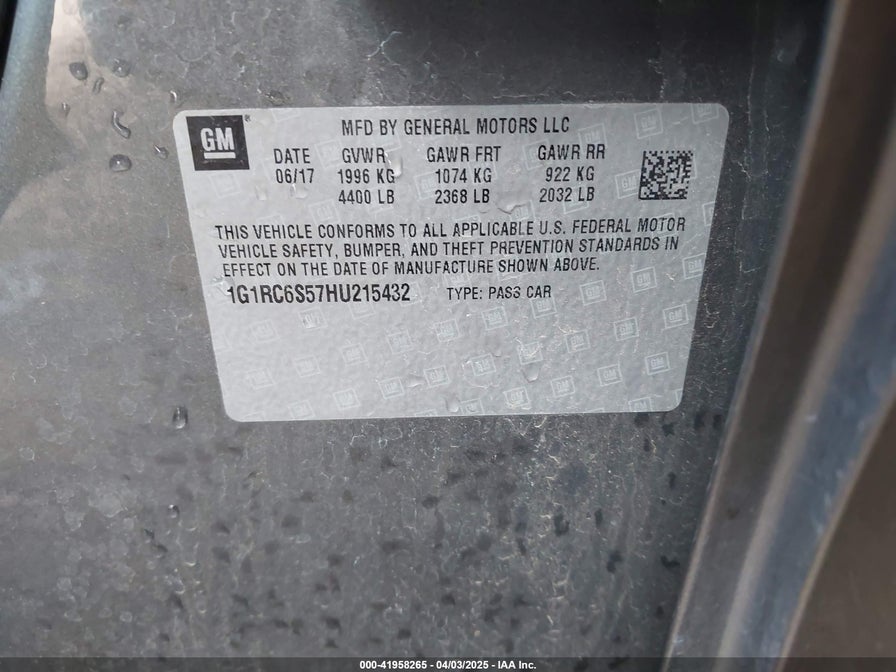 GM
MFD BY GENERAL MOTORS LLC
DATE GVWR GAWR FRT GAWR RR
06/17 1996 KG 1074 KG 922 KG
4400 LB 2368 LB 2032 LB
THIS VEHICLE CONFORMS TO ALL APPLICABLE U.S. FEDERAL MOTOR
VEHICLE SAFETY, BUMPER, AND THEFT PREVENTION STANDARDS IN
EFFECT ON THE DATE OF MANUFACTURE SHOWN ABOVE.
1G1RC6S57HU215432 TYPE: PASS CAR
000-41958265 - 04/03/2025 - IAA Inc.